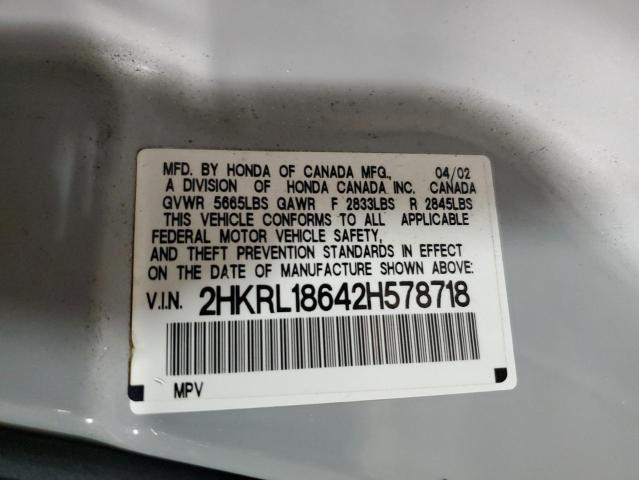 MFD. BY HONDA OF CANADA MFG., 04/02
A DIVISION OF HONDA CANADA INC. CANADA
GVWR 5665LBS GAWR F 2833LBS R 2845LBS
THIS VEHICLE CONFORMS TO ALL APPLICABLE
FEDERAL MOTOR VEHICLE SAFETY,
AND THEFT PREVENTION STANDARDS IN EFFECT
ON THE DATE OF MANUFACTURE SHOWN ABOVE:
V.I.N. 2HKRL18642H578718
MPV